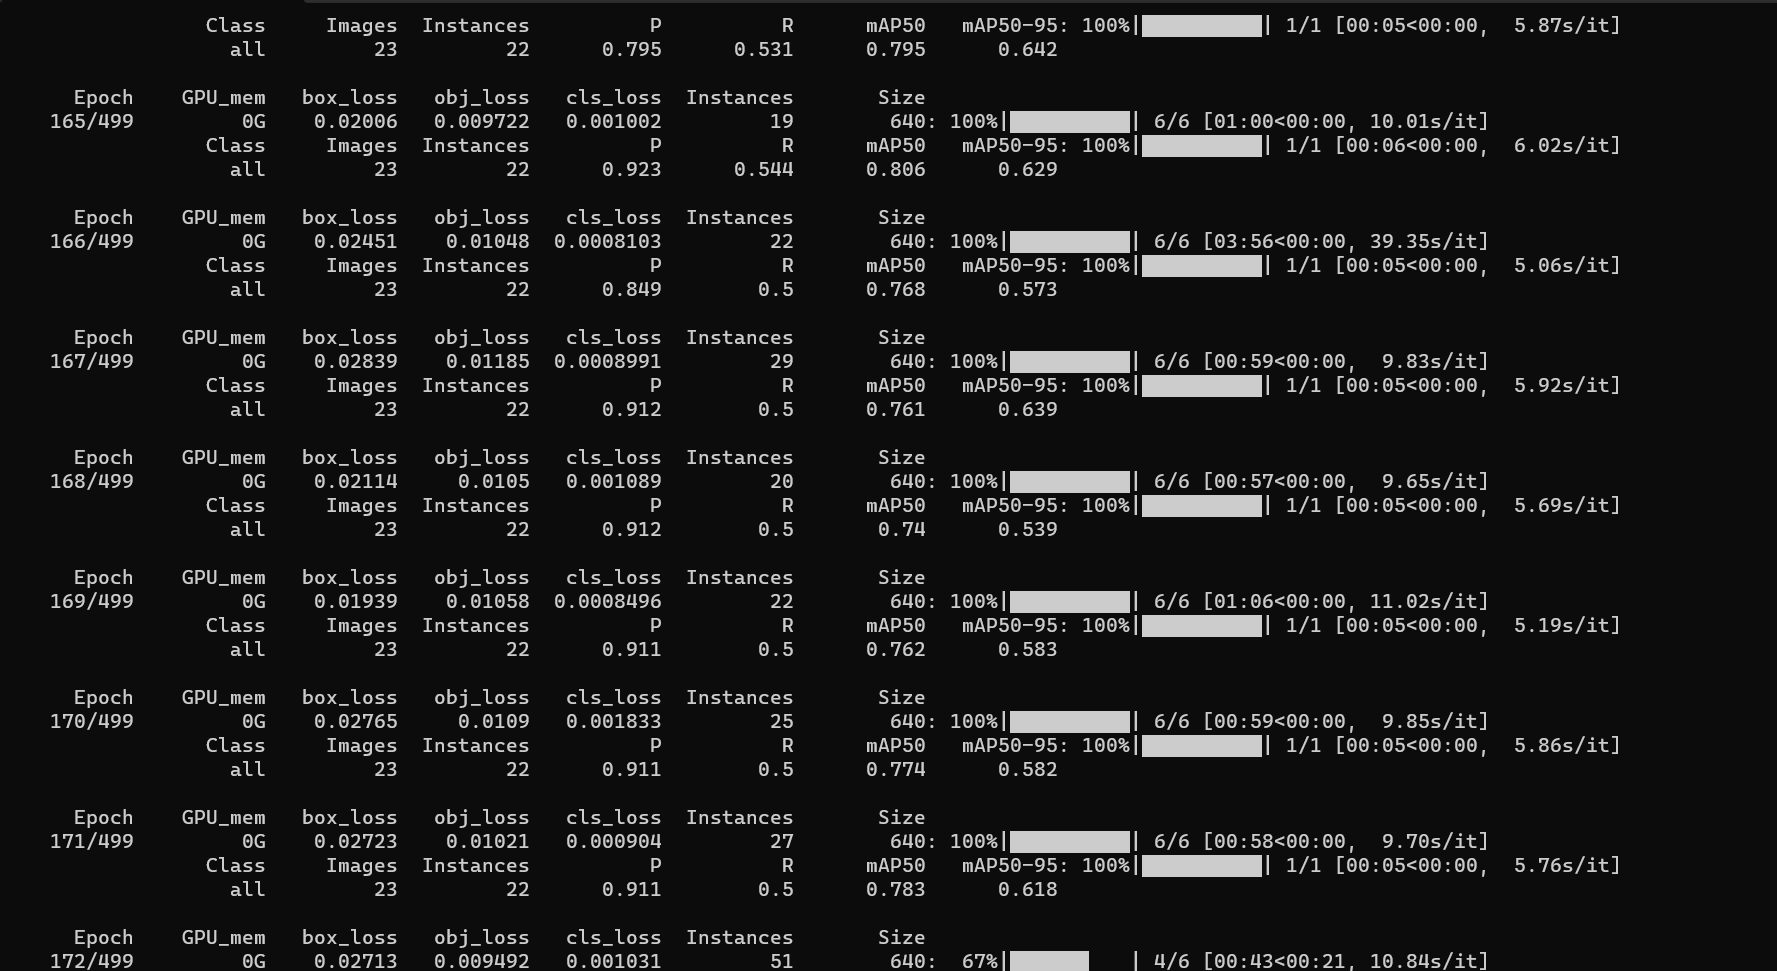 Class Images Instances P R mAP50 mAP50-95: 100%|██████████| 1/1 [00:05<00:00, 5.87s/it]
all 23 22 0.795 0.531 0.795 0.642
Epoch GPU_mem box_loss obj_loss cls_loss Instances Size
165/499 0G 0.02006 0.009722 0.001002 19 640: 100%|██████████| 6/6 [01:00<00:00, 10.01s/it]
Class Images Instances P R mAP50 mAP50-95: 100%|██████████| 1/1 [00:06<00:00, 6.02s/it]
all 23 22 0.923 0.544 0.806 0.629
Epoch GPU_mem box_loss obj_loss cls_loss Instances Size
166/499 0G 0.02451 0.01048 0.0008103 22 640: 100%|██████████| 6/6 [03:56<00:00, 39.35s/it]
Class Images Instances P R mAP50 mAP50-95: 100%|██████████| 1/1 [00:05<00:00, 5.06s/it]
all 23 22 0.849 0.5 0.768 0.573
Epoch GPU_mem box_loss obj_loss cls_loss Instances Size
167/499 0G 0.02839 0.01185 0.0008991 29 640: 100%|██████████| 6/6 [00:59<00:00, 9.83s/it]
Class Images Instances P R mAP50 mAP50-95: 100%|██████████| 1/1 [00:05<00:00, 5.92s/it]
all 23 22 0.912 0.5 0.761 0.639
Epoch GPU_mem box_loss obj_loss cls_loss Instances Size
168/499 0G 0.02114 0.0105 0.001089 20 640: 100%|██████████| 6/6 [00:57<00:00, 9.65s/it]
Class Images Instances P R mAP50 mAP50-95: 100%|██████████| 1/1 [00:05<00:00, 5.69s/it]
all 23 22 0.912 0.5 0.74 0.539
Epoch GPU_mem box_loss obj_loss cls_loss Instances Size
169/499 0G 0.01939 0.01058 0.0008496 22 640: 100%|██████████| 6/6 [01:06<00:00, 11.02s/it]
Class Images Instances P R mAP50 mAP50-95: 100%|██████████| 1/1 [00:05<00:00, 5.19s/it]
all 23 22 0.911 0.5 0.762 0.583
Epoch GPU_mem box_loss obj_loss cls_loss Instances Size
170/499 0G 0.02765 0.0109 0.001833 25 640: 100%|██████████| 6/6 [00:59<00:00, 9.85s/it]
Class Images Instances P R mAP50 mAP50-95: 100%|██████████| 1/1 [00:05<00:00, 5.86s/it]
all 23 22 0.911 0.5 0.774 0.582
Epoch GPU_mem box_loss obj_loss cls_loss Instances Size
171/499 0G 0.02723 0.01021 0.000904 27 640: 100%|██████████| 6/6 [00:58<00:00, 9.70s/it]
Class Images Instances P R mAP50 mAP50-95: 100%|██████████| 1/1 [00:05<00:00, 5.76s/it]
all 23 22 0.911 0.5 0.783 0.618
Epoch GPU_mem box_loss obj_loss cls_loss Instances Size
172/499 0G 0.02713 0.009492 0.001031 51 640: 67%|██████▋ | 4/6 [00:43<00:21, 10.84s/it]